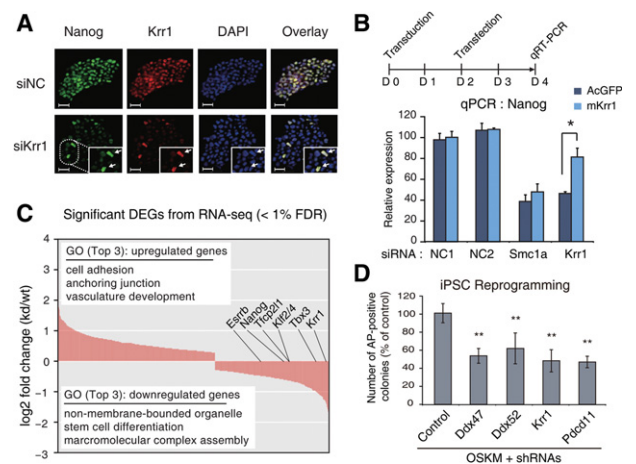 A
Nanog Krr1 DAPI Overlay
siNC
siKrr1
B
Transduction
Transfection
qRT-PCR
D 0 D 1 D 2 D 3 D 4
qPCR : Nanog
AcGFP
mKrr1
*
Relative expression
120
100
80
60
40
20
0
siRNA : NC1 NC2 Smc1a Krr1
C
Significant DEGs from RNA-seq (< 1% FDR)
log2 fold change (kd/wt)
4
3
2
1
0
−1
−2
−3
GO (Top 3): upregulated genes
cell adhesion
anchoring junction
vasculature development
Esrrb
Nanog
Tfcp2l1
Klf2/4
Tbx3
Krr1
GO (Top 3): downregulated genes
non-membrane-bounded organelle
stem cell differentiation
marcromolecular complex assembly
D
iPSC Reprogramming
Number of AP-positive
colonies (% of control)
120
100
80
60
40
20
0
** ** ** **
Control
Ddx47
Ddx52
Krr1
Pdcd11
OSKM + shRNAs